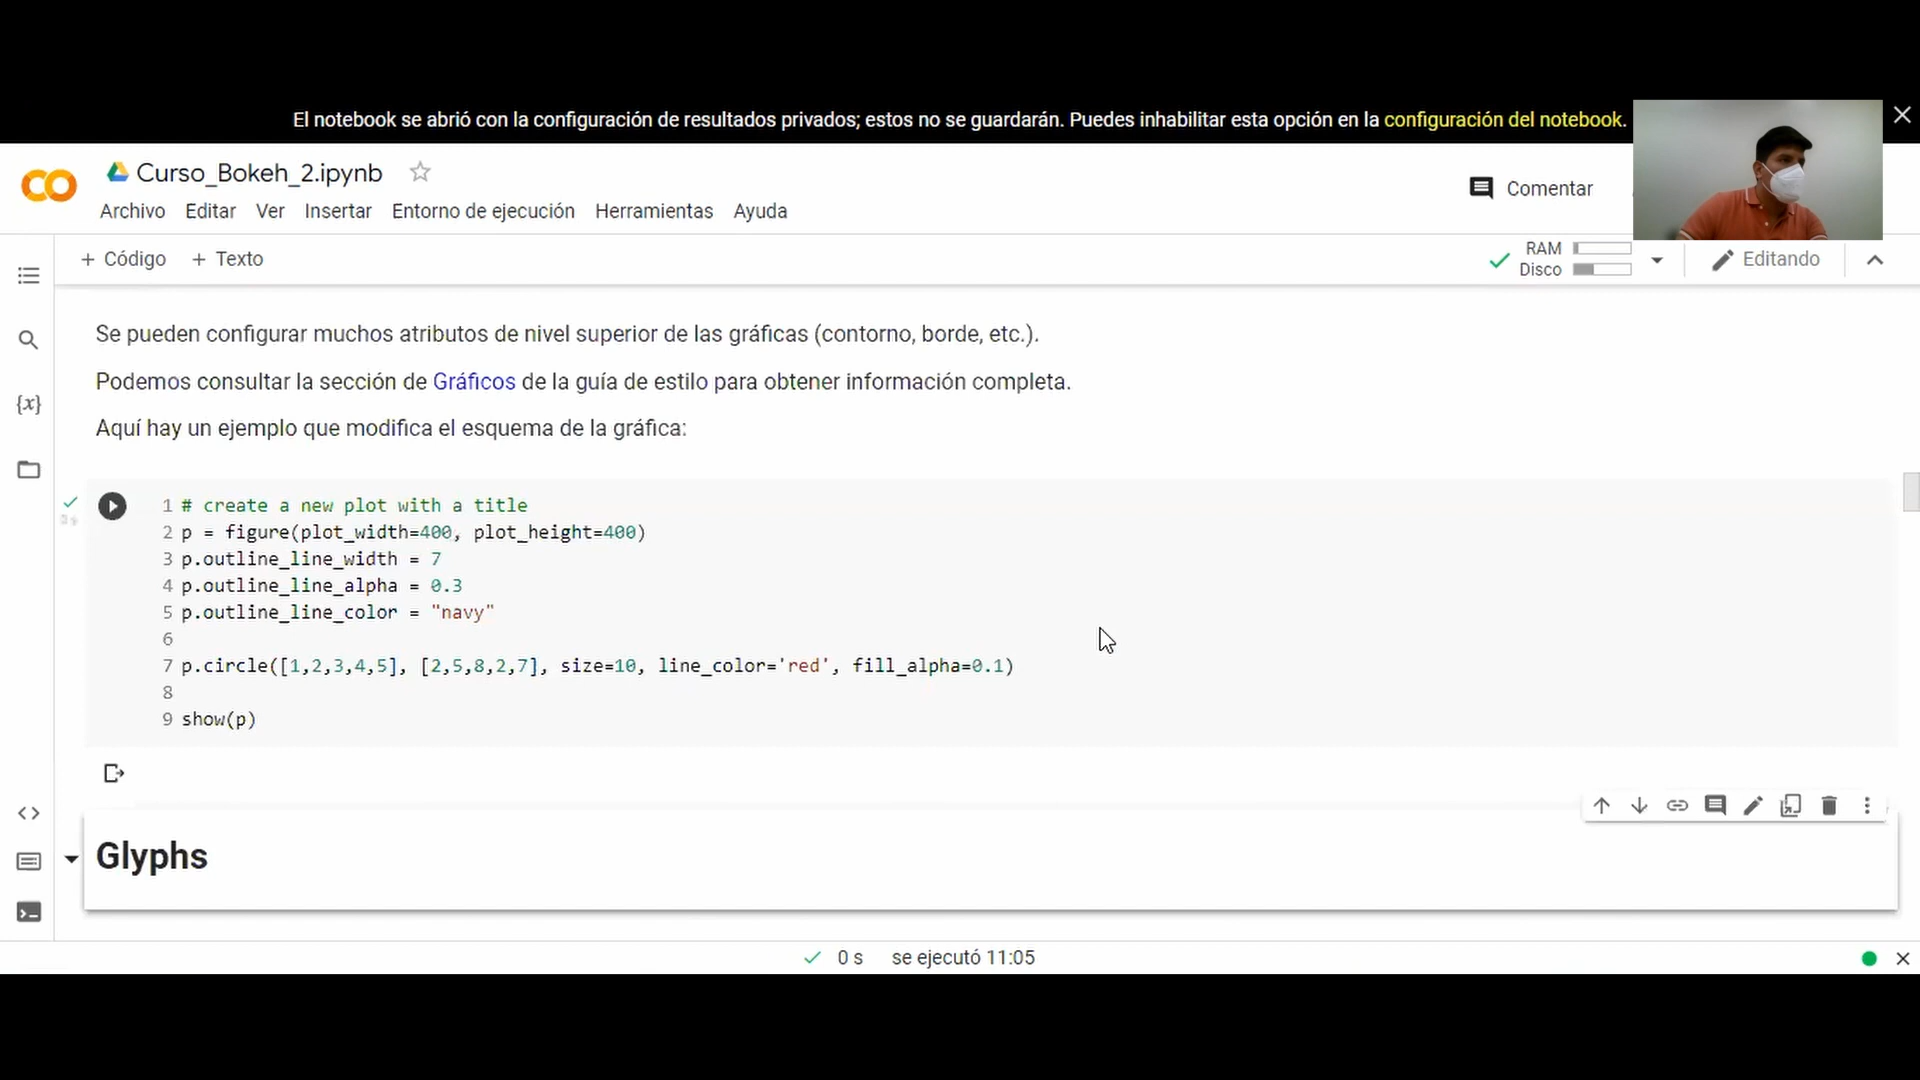 El notebook se abrió con la configuración de resultados privados; estos no se guardarán. Puedes inhabilitar esta opción en la configuración del notebook.
Curso_Bokeh_2.ipynb
Comentar
Archivo Editar Ver Insertar Entorno de ejecución Herramientas Ayuda
+ Código + Texto
RAM
Disco
Editando
Se pueden configurar muchos atributos de nivel superior de las gráficas (contorno, borde, etc.).
Podemos consultar la sección de Gráficos de la guía de estilo para obtener información completa.
Aquí hay un ejemplo que modifica el esquema de la gráfica:
1 # create a new plot with a title
2 p = figure(plot_width=400, plot_height=400)
3 p.outline_line_width = 7
4 p.outline_line_alpha = 0.3
5 p.outline_line_color = "navy"
6
7 p.circle([1,2,3,4,5], [2,5,8,2,7], size=10, line_color='red', fill_alpha=0.1)
8
9 show(p)
Glyphs
0 s se ejecutó 11:05